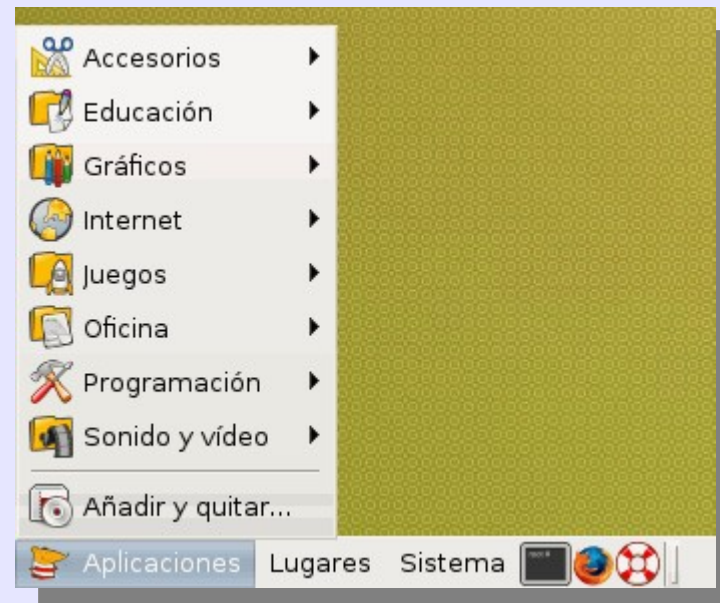 Accesorios
Educación
Gráficos
Internet
Juegos
Oficina
Programación
Sonido y vídeo
Añadir y quitar...
Aplicaciones Lugares Sistema